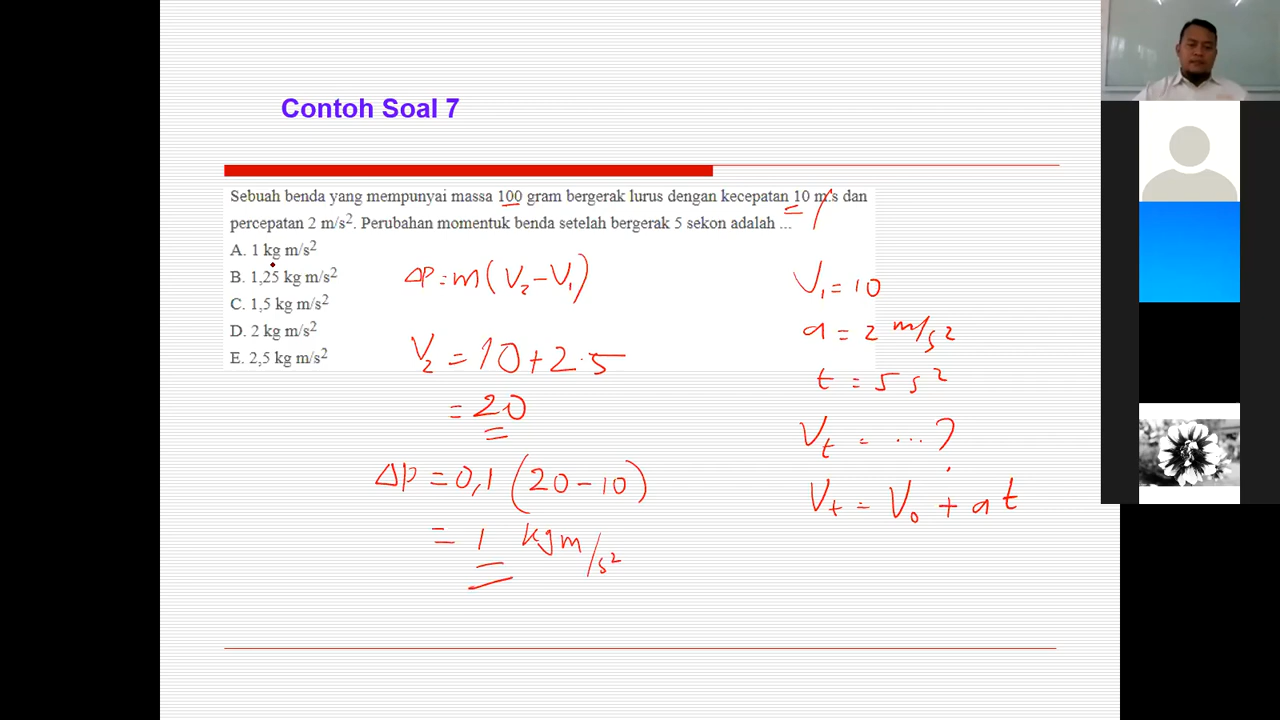 Contoh Soal 7
Sebuah benda yang mempunyai massa 100 gram bergerak lurus dengan kecepatan 10 m.s dan
percepatan 2 m/s². Perubahan momentuk benda setelah bergerak 5 sekon adalah ...
A. 1 kg m/s²
B. 1,25 kg m/s²
C. 1,5 kg m/s²
D. 2 kg m/s²
E. 2,5 kg m/s²
ΔP = m (V₂ - V₁)
V₂ = 10 + 2.5
= 20
ΔP = 0,1 (20 - 10)
= 1 kg m/s²
V₁ = 10
a = 2 m/s²
t = 5 s²
Vt = ... ?
Vt = V₀ + a t